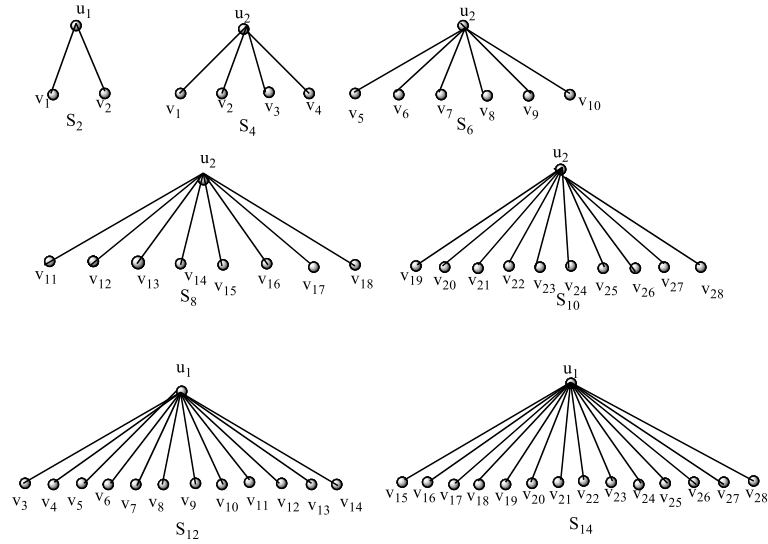 u₁ u₂ u₂
v₁ v₂ v₁ v₂ v₃ v₄ v₅ v₆ v₇ v₈ v₉ v₁₀
S₂ S₄ S₆
u₂ u₂
v₁₁ v₁₂ v₁₃ v₁₄ v₁₅ v₁₆ v₁₇ v₁₈ v₁₉ v₂₀ v₂₁ v₂₂ v₂₃ v₂₄ v₂₅ v₂₆ v₂₇ v₂₈
S₈ S₁₀
u₁ u₁
v₃ v₄ v₅ v₆ v₇ v₈ v₉ v₁₀ v₁₁ v₁₂ v₁₃ v₁₄ v₁₅ v₁₆ v₁₇ v₁₈ v₁₉ v₂₀ v₂₁ v₂₂ v₂₃ v₂₄ v₂₅ v₂₆ v₂₇ v₂₈
S₁₂ S₁₄